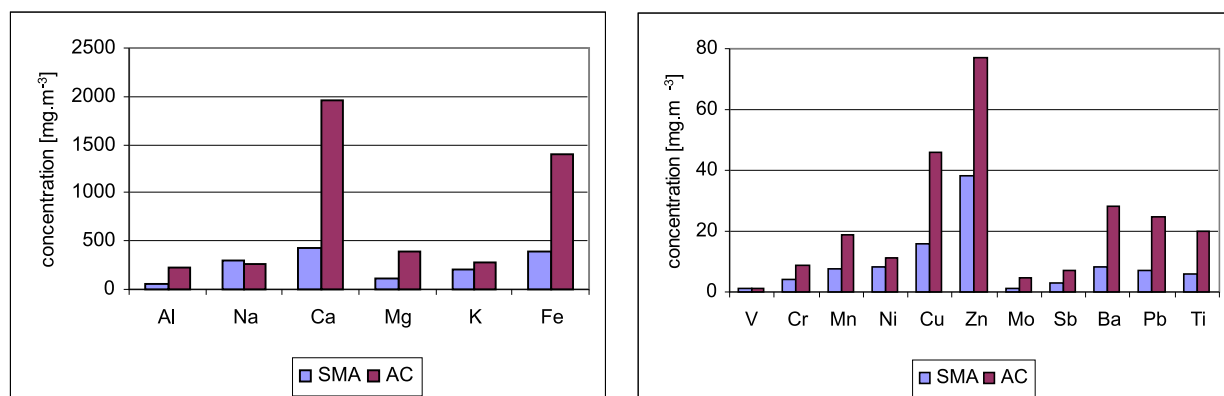 concentration [mg.m-3]
2500
2000
1500
1000
500
0
Al Na Ca Mg K Fe
SMA AC
concentration [mg.m -3]
80
60
40
20
0
V Cr Mn Ni Cu Zn Mo Sb Ba Pb Ti
SMA AC